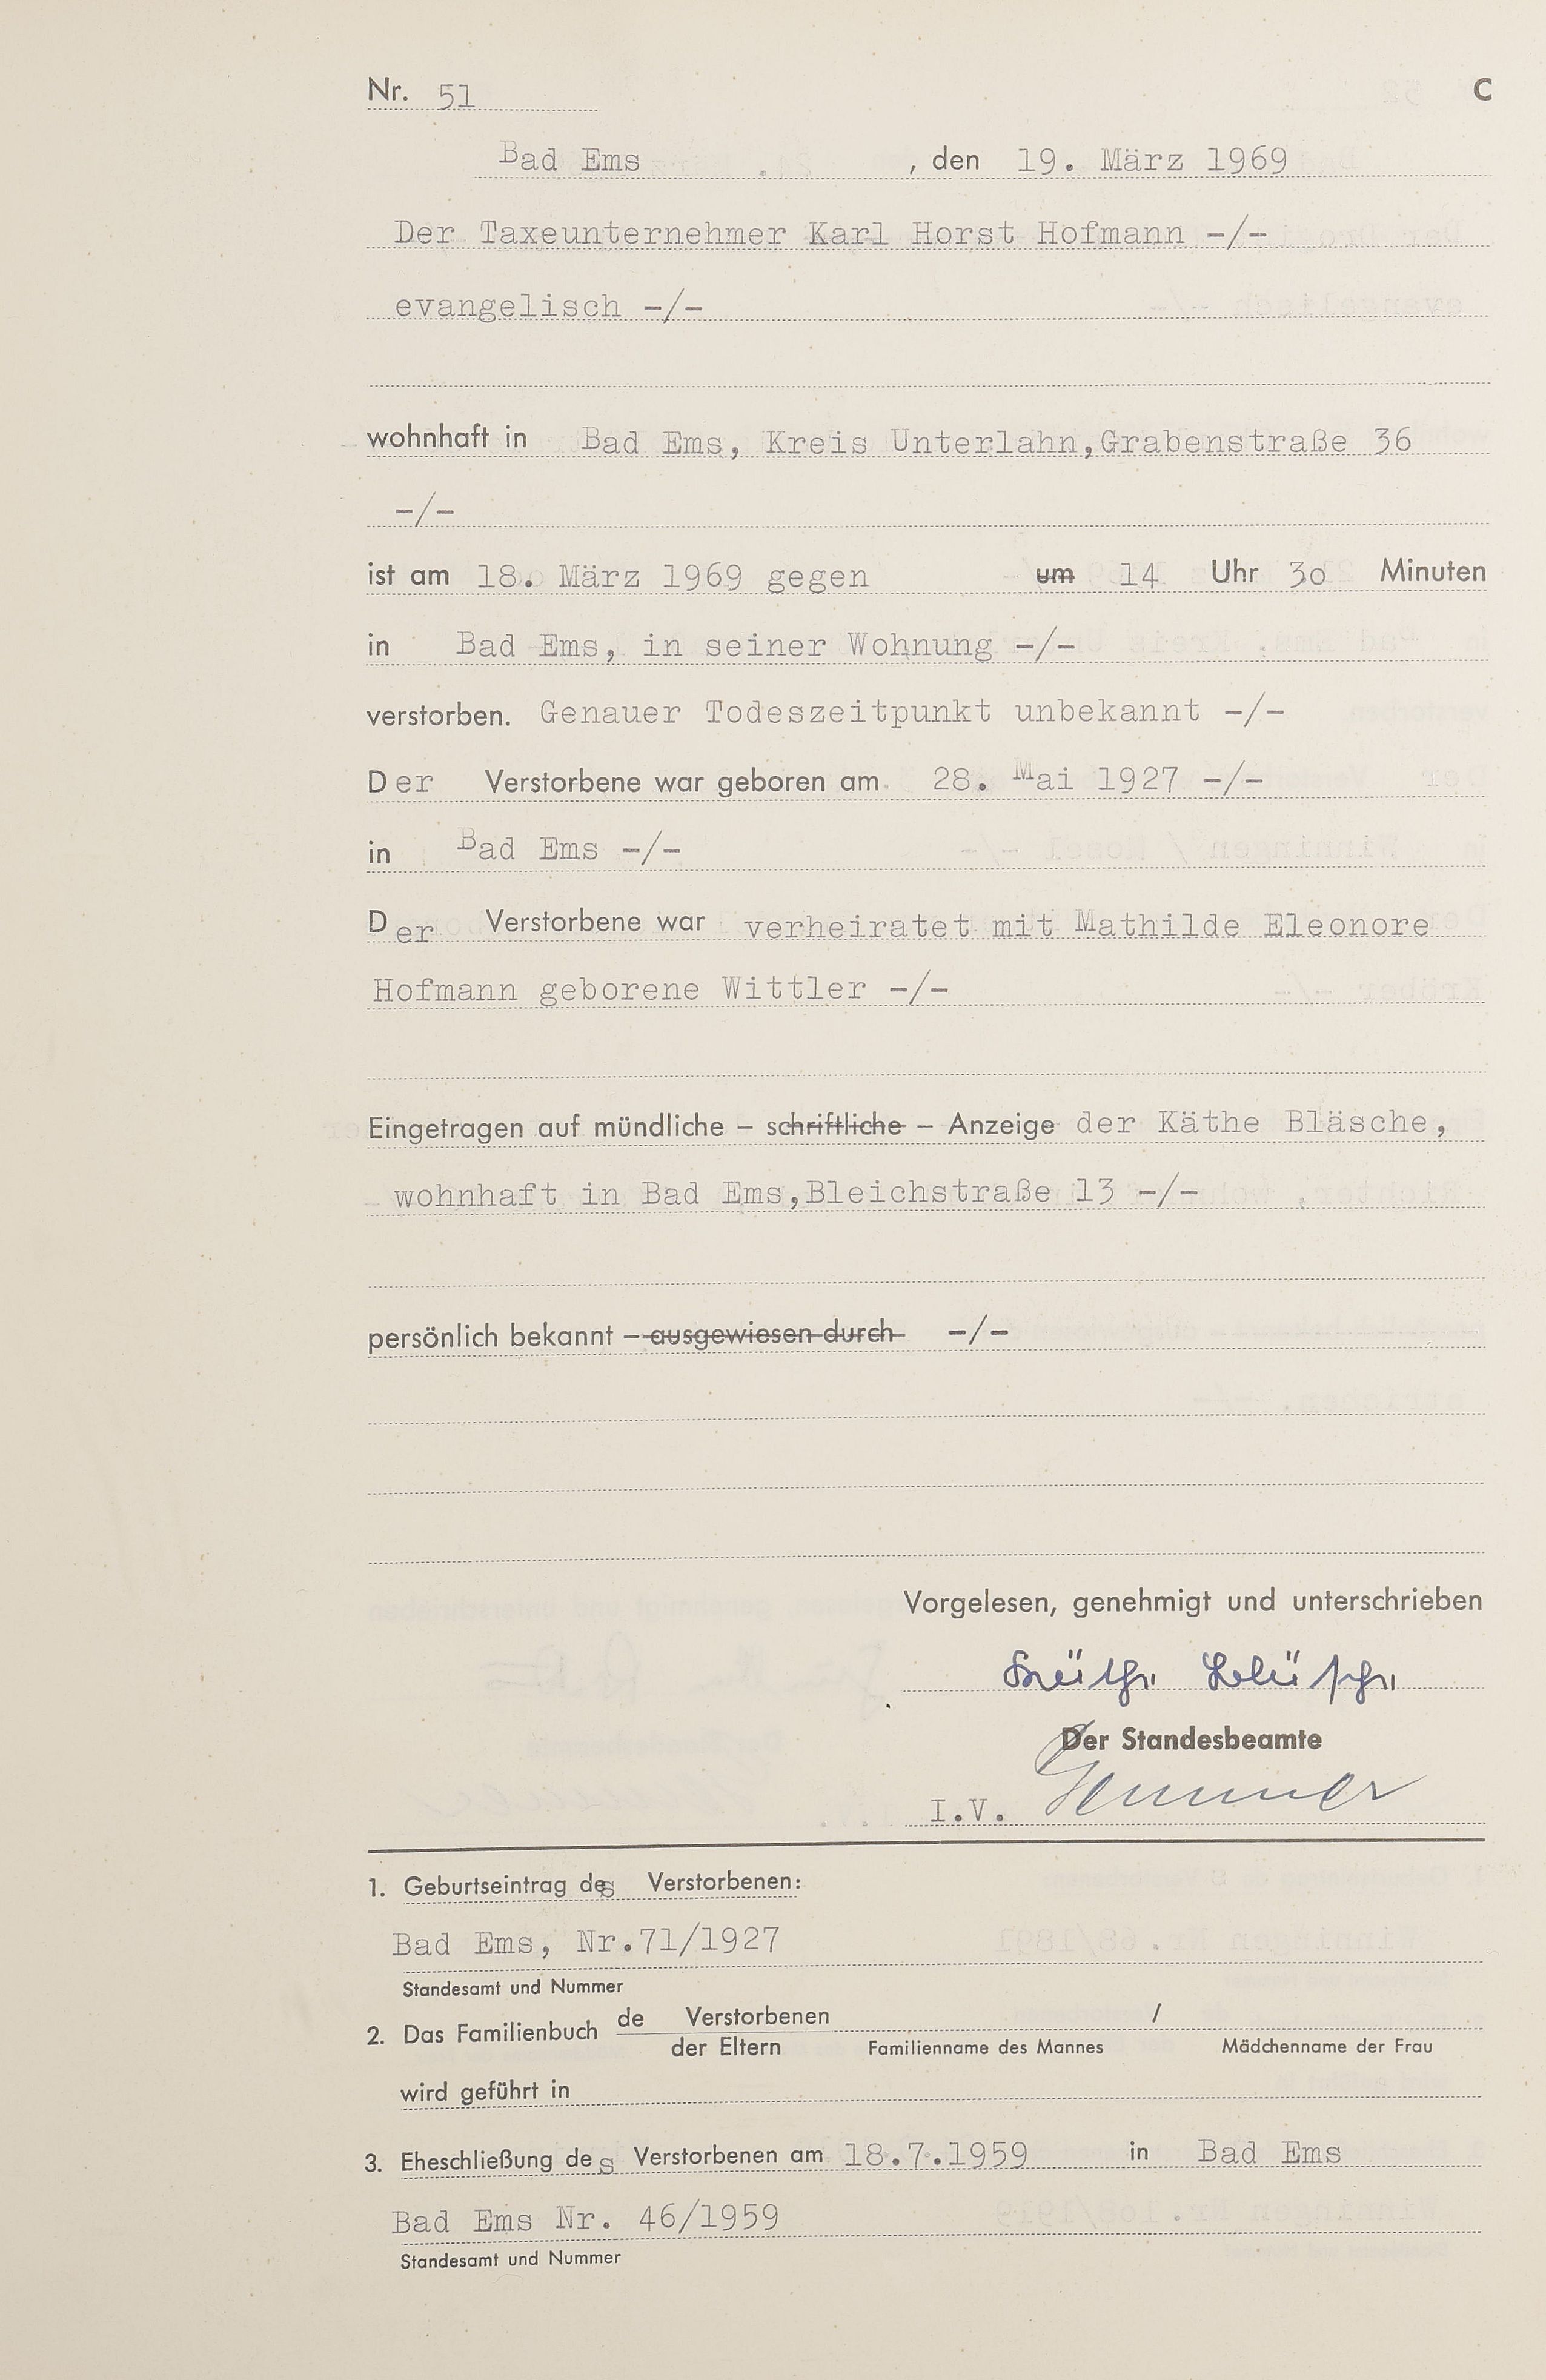 Nr. 51 C
Bad Ems , den 19. März 1969
Der Taxeunternehmer Karl Horst Hofmann -/-
evangelisch -/-
wohnhaft in Bad Ems, Kreis Unterlahn,Grabenstraße 36
-/-
ist am 18. März 1969 gegen um 14 Uhr 3o Minuten
in Bad Ems, in seiner Wohnung -/-
verstorben. Genauer Todeszeitpunkt unbekannt -/-
Der Verstorbene war geboren am 28. Mai 1927 -/-
in Bad Ems -/-
Der Verstorbene war verheiratet mit Mathilde Eleonore
Hofmann geborene Wittler -/-
Eingetragen auf mündliche – schriftliche – Anzeige der Käthe Bläsche,
wohnhaft in Bad Ems,Bleichstraße 13 -/-
persönlich bekannt – ausgewiesen durch -/-
Vorgelesen, genehmigt und unterschrieben
Käthe Bläsche
Der Standesbeamte
I.V.
1. Geburtseintrag des Verstorbenen:
Bad Ems, Nr.71/1927
Standesamt und Nummer
2. Das Familienbuch de Verstorbenen /
der Eltern Familienname des Mannes Mädchenname der Frau
wird geführt in
3. Eheschließung des Verstorbenen am 18.7.1959 in Bad Ems
Bad Ems Nr. 46/1959
Standesamt und Nummer